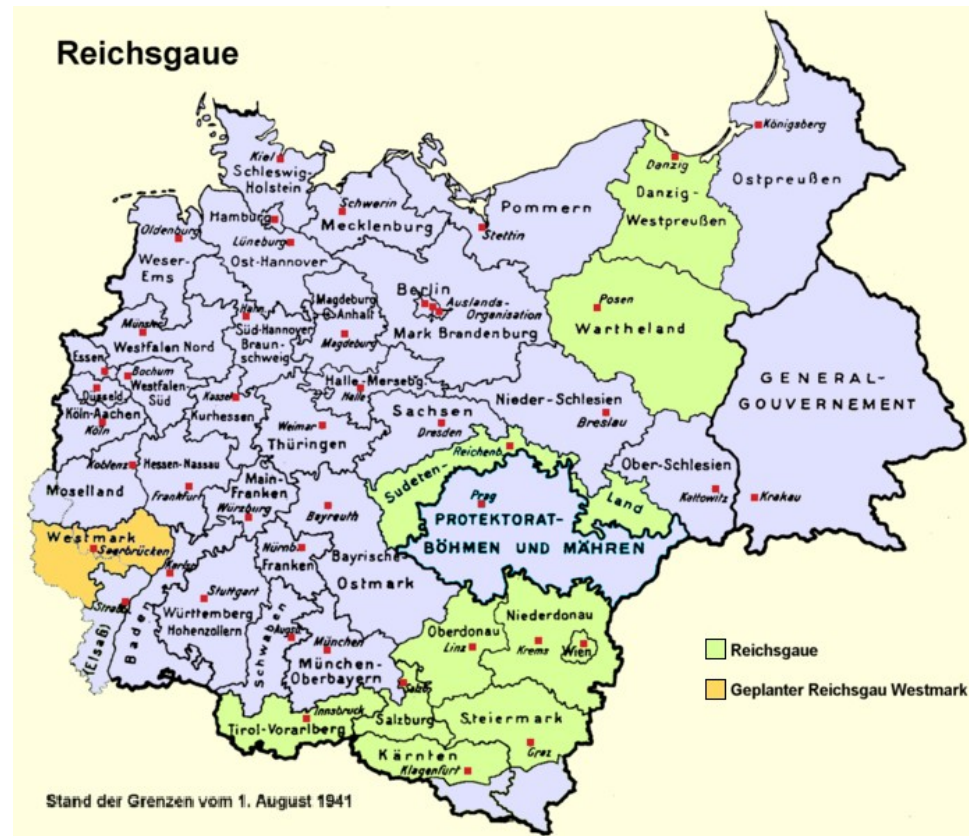 Reichsgaue
Königsberg
Kiel
Schleswig-
Holstein
Danzig
Ostpreußen
Danzig-
Westpreußen
Schwerin
Mecklenburg
Pommern
Hamburg
Stettin
Oldenburg
Lüneburg
Ost-Hannover
Weser-
Ems
Berlin
Auslands-
Organisation
Mark Brandenburg
Magdeburg
Anhalt
Magdeburg
Posen
Wartheland
Hann.
Süd-Hannover
Braun-
schweig
Münster
Westfalen Nord
Essen
Bochum
Westfalen-
Süd
Düsseld.
Köln-Aachen
Köln
Kassel
Kurhessen
Halle-Mersebg.
Halle
Nieder-Schlesien
Breslau
GENERAL-
GOUVERNEMENT
Sachsen
Dresden
Weimar
Thüringen
Reichenb.
Sudeten-
Land
Ober-Schlesien
Kattowitz
Krakau
Koblenz
Hessen-Nassau
Moselland
Frankfurt
Main-
Franken
Würzburg
Bayreuth
Prag
PROTEKTORAT-
BÖHMEN UND MÄHREN
Westmark
Saarbrücken
Nürnb.
Franken
Bayrische
Ostmark
Karlsr.
Straßb.
(Elsaß)
Baden
Stuttgart
Württemberg
Hohenzollern
Schwaben
Augsb.
München
München-
Oberbayern
Oberdonau
Linz
Niederdonau
Krems
Wien
Salzb.
Salzburg
Innsbruck
Tirol-Vorarlberg
Steiermark
Graz
Kärnten
Klagenfurt
Reichsgaue
Geplanter Reichsgau Westmark
Stand der Grenzen vom 1. August 1941